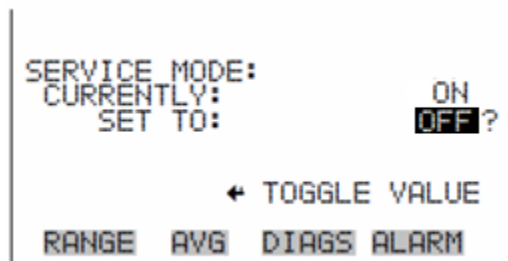 SERVICE MODE:
CURRENTLY: ON
SET TO: OFF?
← TOGGLE VALUE
RANGE AVG DIAGS ALARM